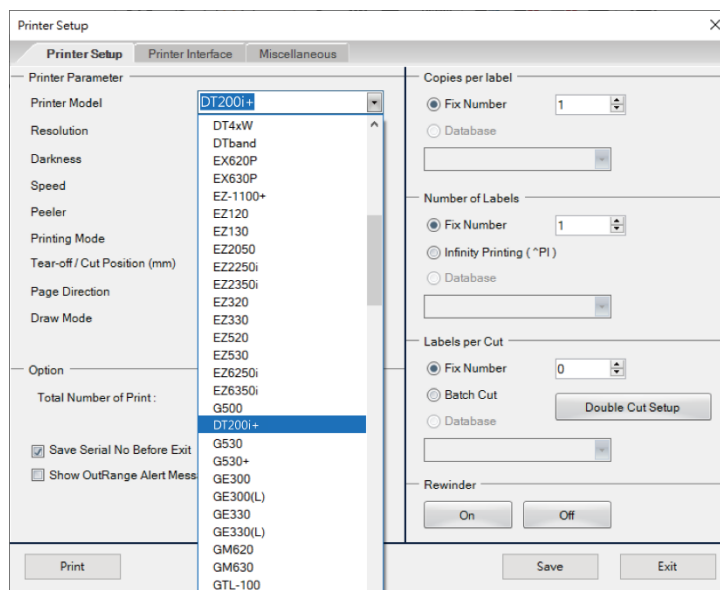 Printer Setup
Printer Setup
Printer Interface
Miscellaneous
Printer Parameter
Printer Model
DT200i+
Resolution
Darkness
Speed
Peeler
Printing Mode
Tear-off / Cut Position (mm)
Page Direction
Draw Mode
DT4xW
DTband
EX620P
EX630P
EZ-1100+
EZ120
EZ130
EZ2050
EZ2250i
EZ2350i
EZ320
EZ330
EZ520
EZ530
EZ6250i
EZ6350i
G500
DT200i+
G530
G530+
GE300
GE300(L)
GE330
GE330(L)
GM620
GM630
GTL-100
Option
Total Number of Print :
Save Serial No Before Exit
Show OutRange Alert Mess
Print
Copies per label
Fix Number
1
Database
Number of Labels
Fix Number
1
Infinity Printing ( ^PI )
Database
Labels per Cut
Fix Number
0
Batch Cut
Double Cut Setup
Database
Rewinder
On
Off
Save
Exit